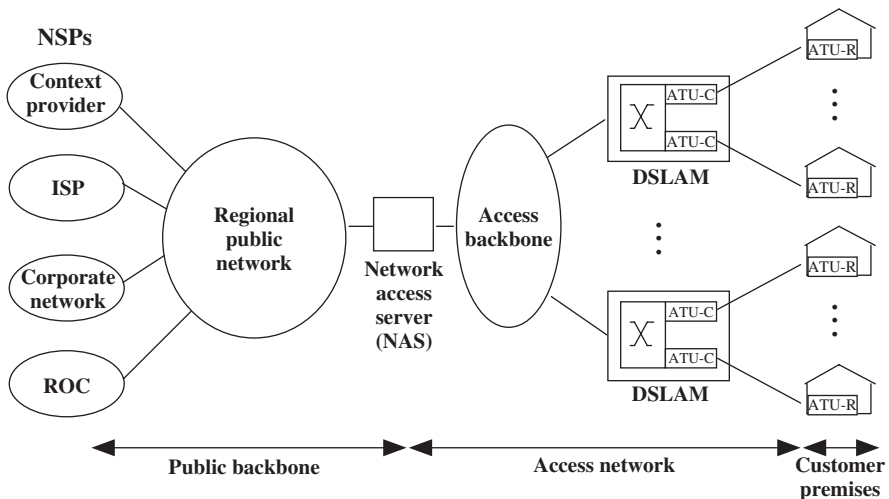 NSPs
Context
provider
ISP
Corporate
network
ROC
Regional
public
network
Network
access
server
(NAS)
Access
backbone
ATU-C
ATU-C
DSLAM
ATU-C
ATU-C
DSLAM
ATU-R
ATU-R
ATU-R
ATU-R
Public backbone
Access network
Customer
premises